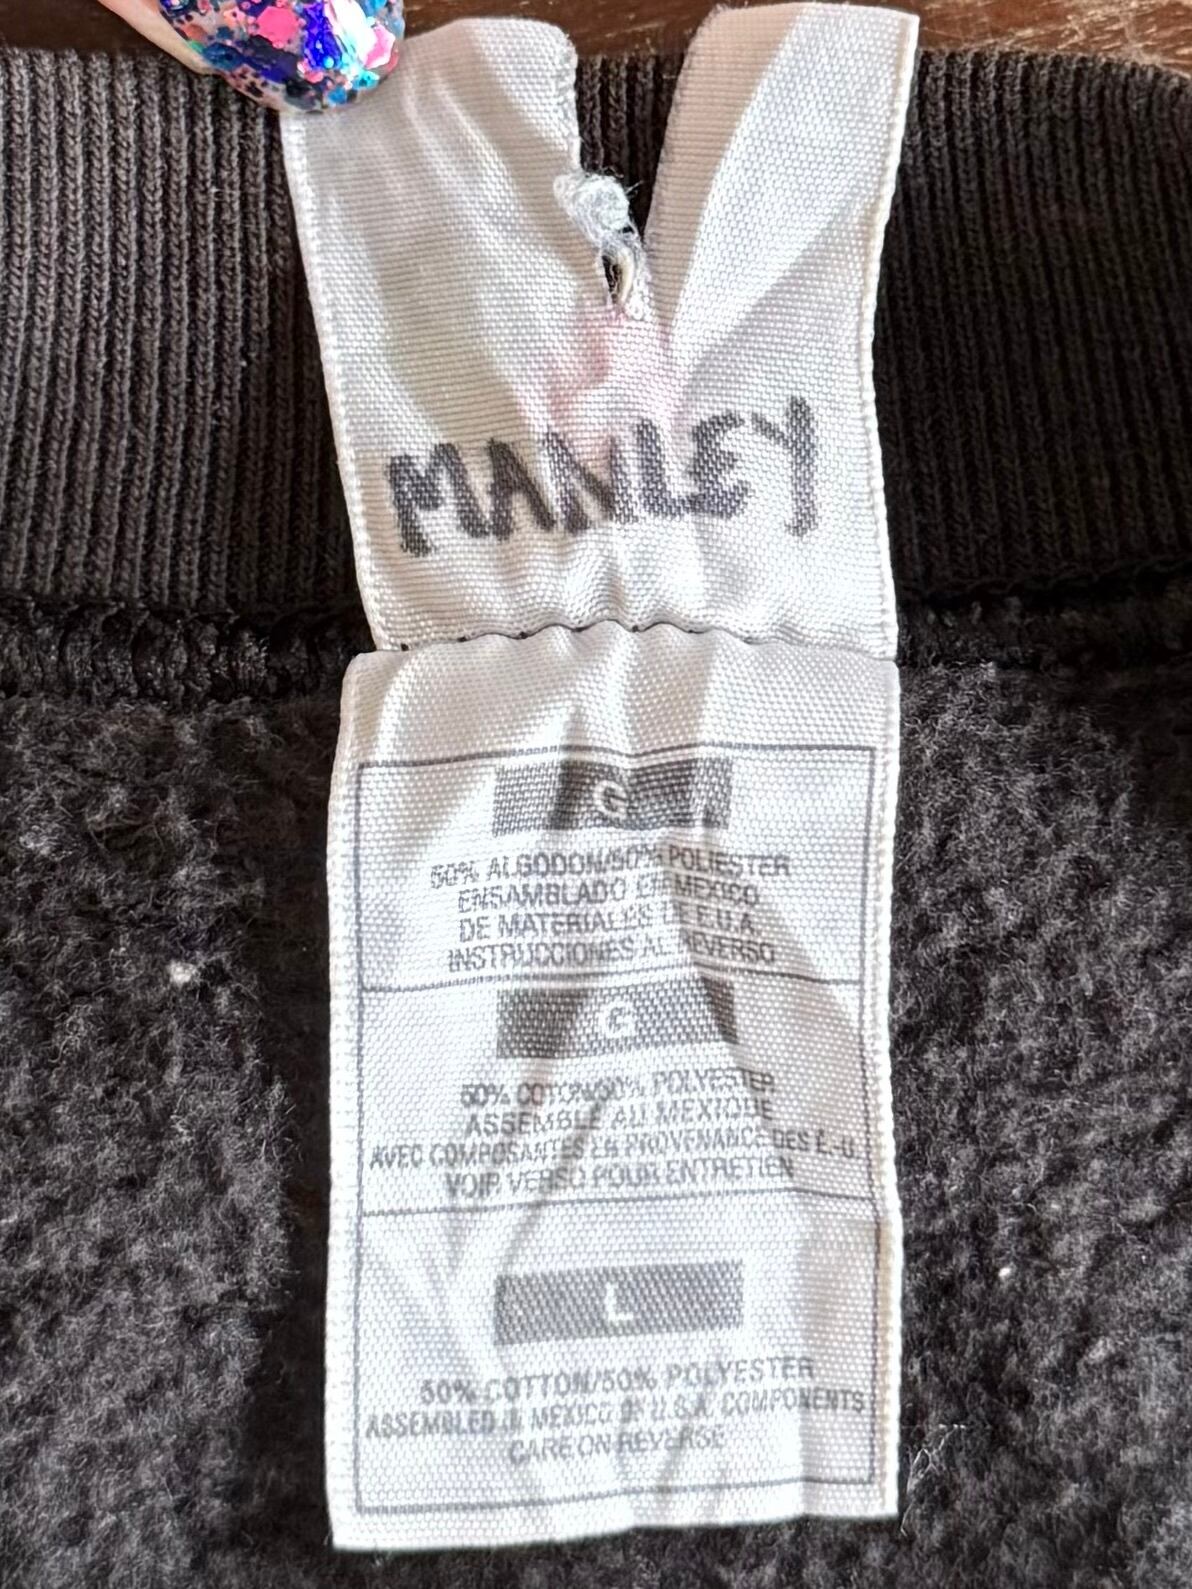 MANLEY
G
50% ALGODON/50% POLIESTER
ENSAMBLADO EN MEXICO
DE MATERIALES DE E.U.A.
INSTRUCCIONES AL REVERSO
G
50% COTON/50% POLYESTER
ASSEMBLE AU MEXIQUE
AVEC COMPOSANTES EN PROVENANCE DES E.-U.
VOIR VERSO POUR ENTRETIEN
L
50% COTTON/50% POLYESTER
ASSEMBLED IN MEXICO OF U.S.A. COMPONENTS
CARE ON REVERSE